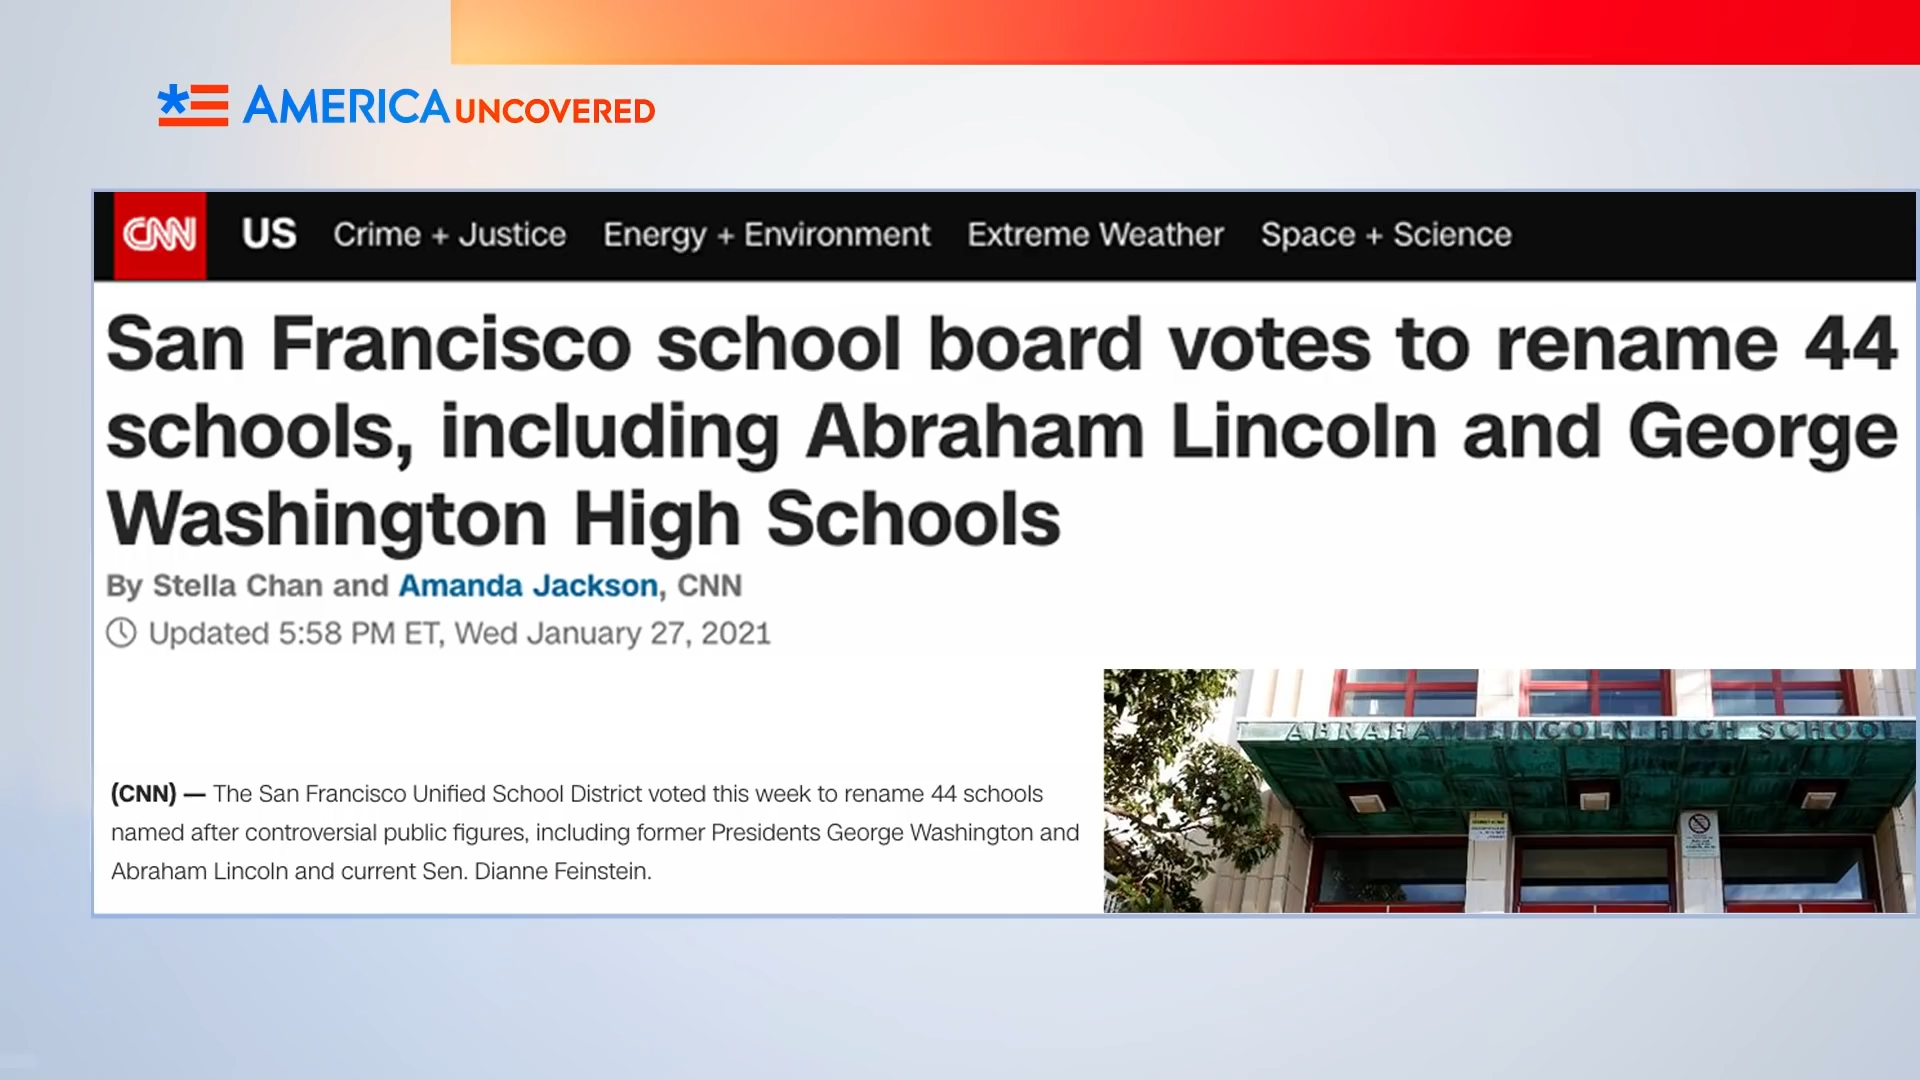 AMERICA UNCOVERED
CNN US Crime + Justice Energy + Environment Extreme Weather Space + Science
San Francisco school board votes to rename 44
schools, including Abraham Lincoln and George
Washington High Schools
By Stella Chan and Amanda Jackson, CNN
Updated 5:58 PM ET, Wed January 27, 2021
ABRAHAM LINCOLN HIGH SCHOOL
(CNN) — The San Francisco Unified School District voted this week to rename 44 schools
named after controversial public figures, including former Presidents George Washington and
Abraham Lincoln and current Sen. Dianne Feinstein.